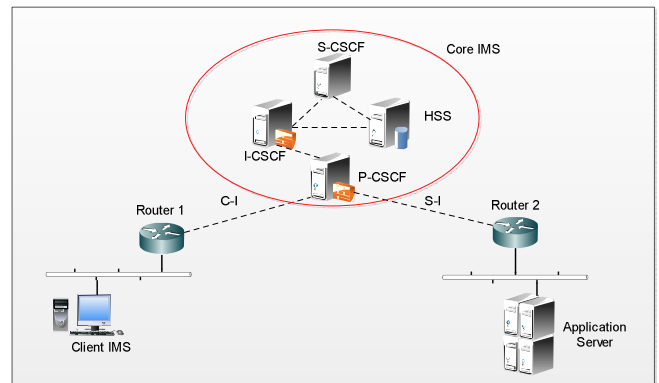 S-CSCF
Core IMS
HSS
I-CSCF
P-CSCF
C-I
S-I
Router 1
Router 2
Client IMS
Application
Server